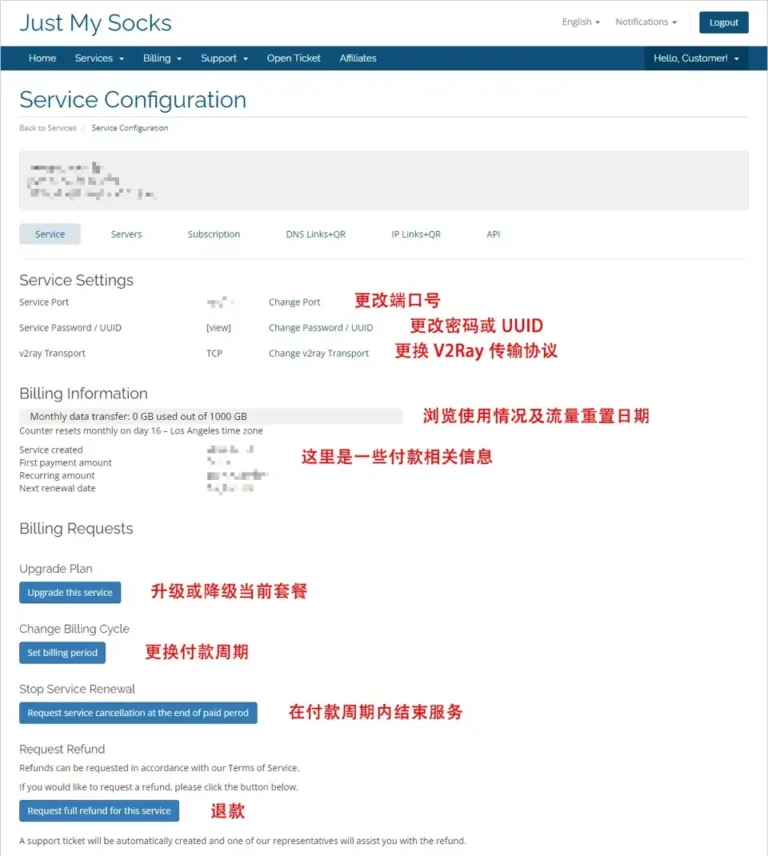 Just My Socks
English Notifications Logout
Home Services Billing Support Open Ticket Affiliates Hello, Customer!
Service Configuration
Back to Services / Service Configuration
Service Servers Subscription DNS Links+QR IP Links+QR API
Service Settings
Service Port Change Port 更改端口号
Service Password / UUID [view] Change Password / UUID 更改密码或 UUID
v2ray Transport TCP Change v2ray Transport 更换 V2Ray 传输协议
Billing Information
Monthly data transfer: 0 GB used out of 1000 GB 浏览使用情况及流量重置日期
Counter resets monthly on day 16 – Los Angeles time zone
Service created
First payment amount 这里是一些付款相关信息
Recurring amount
Next renewal date
Billing Requests
Upgrade Plan
Upgrade this service 升级或降级当前套餐
Change Billing Cycle
Set billing period 更换付款周期
Stop Service Renewal
Request service cancellation at the end of paid perod 在付款周期内结束服务
Request Refund
Refunds can be requested in accordance with our Terms of Service.
If you would like to request a refund, please click the button below.
Request full refund for this service 退款
A support ticket will be automatically created and one of our representatives will assist you with the refund.